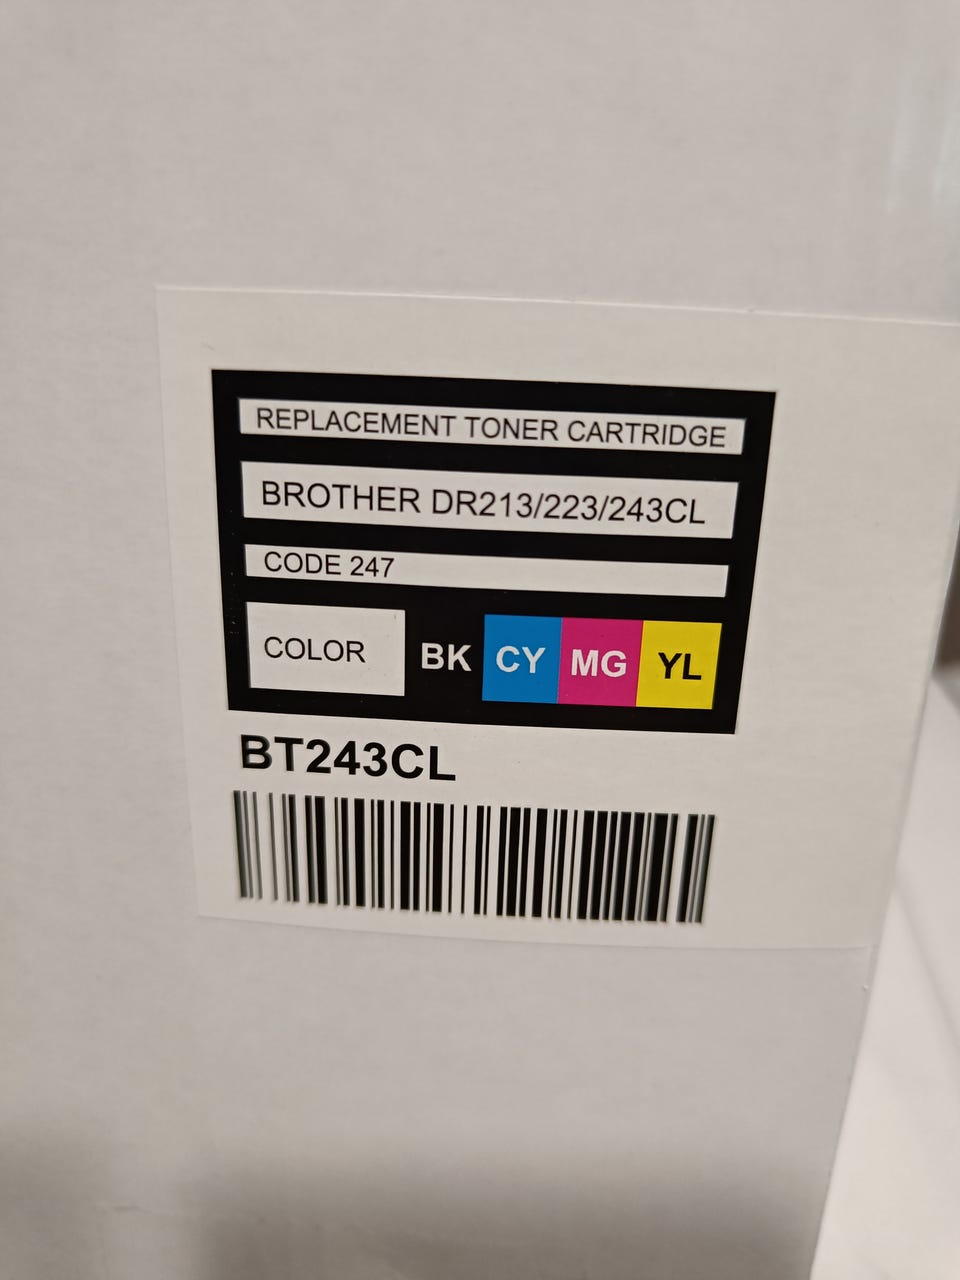 REPLACEMENT TONER CARTRIDGE
BROTHER DR213/223/243CL
CODE 247
COLOR BK CY MG YL
BT243CL